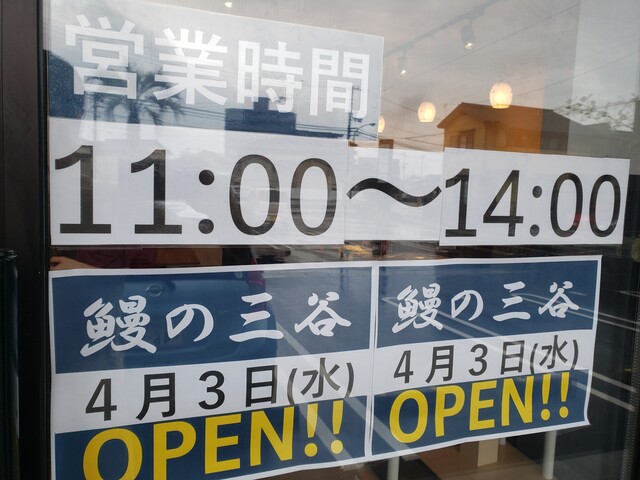 営業時間
11:00〜14:00
鰻の三谷
4月3日(水)
OPEN!!
鰻の三谷
4月3日(水)
OPEN!!